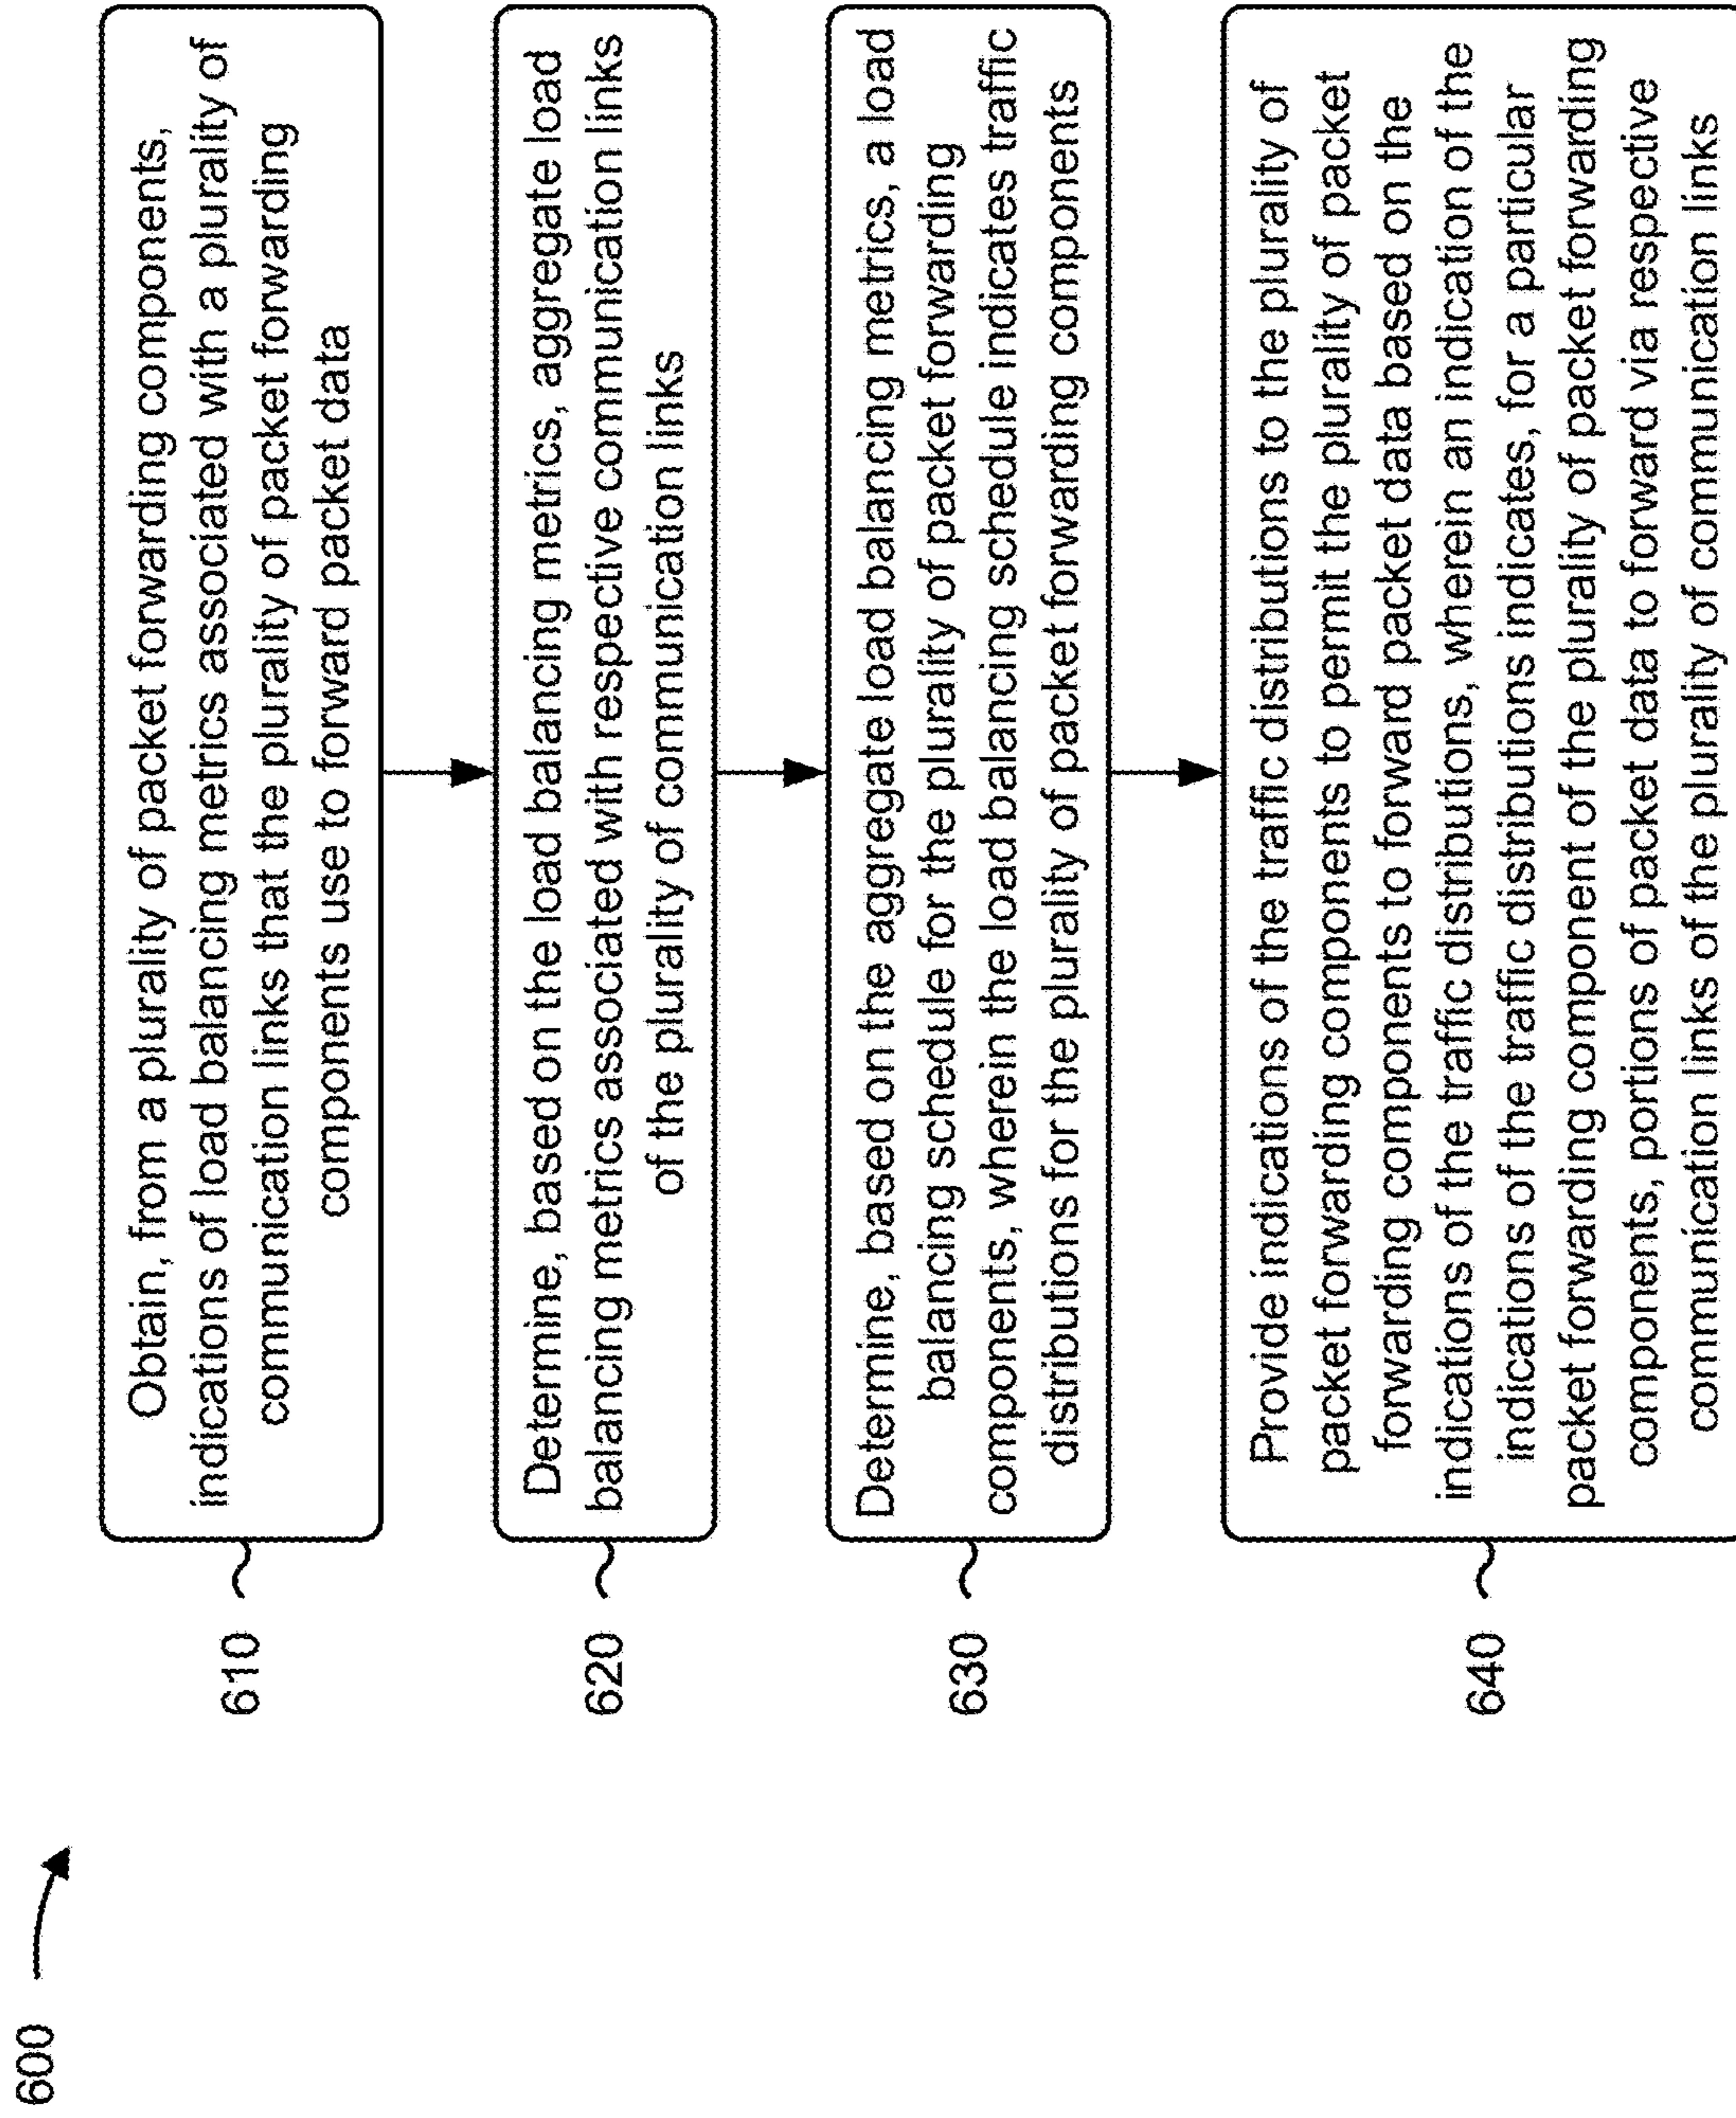 600
610
Obtain, from a plurality of packet forwarding components,
indications of load balancing metrics associated with a plurality of
communication links that the plurality of packet forwarding
components use to forward packet data
620
Determine, based on the load balancing metrics, aggregate load
balancing metrics associated with respective communication links
of the plurality of communication links
630
Determine, based on the aggregate load balancing metrics, a load
balancing schedule for the plurality of packet forwarding
components, wherein the load balancing schedule indicates traffic
distributions for the plurality of packet forwarding components
640
Provide indications of the traffic distributions to the plurality of
packet forwarding components to permit the plurality of packet
forwarding components to forward packet data based on the
indications of the traffic distributions, wherein an indication of the
indications of the traffic distributions indicates, for a particular
packet forwarding component of the plurality of packet forwarding
components, portions of packet data to forward via respective
communication links of the plurality of communication links